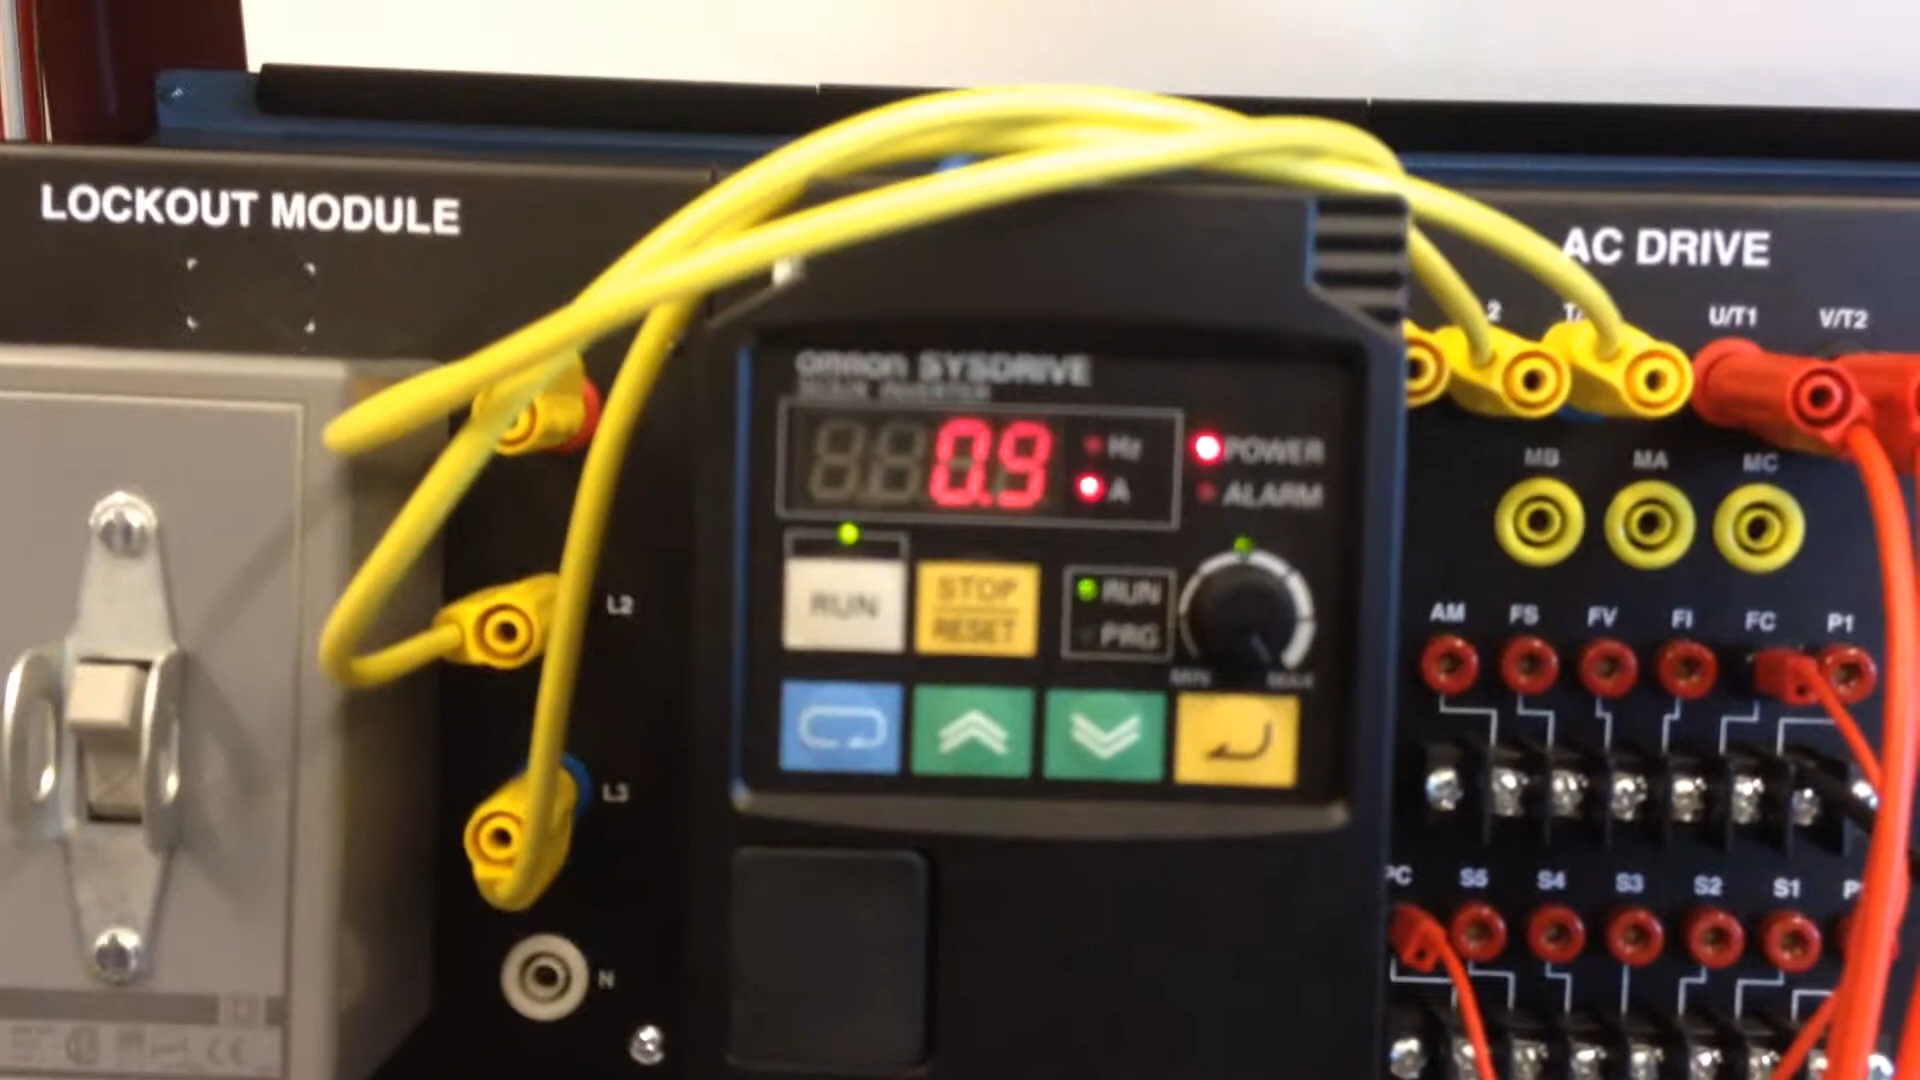 LOCKOUT MODULE
AC DRIVE
U/T1
V/T2
OMRON SYSDRIVE
0.9
Hz
A
POWER
ALARM
MB
MA
MC
RUN
STOP
RESET
RUN
PRG
MIN
MAX
L2
L3
N
AM
FS
FV
FI
FC
P1
PC
S5
S4
S3
S2
S1
CE